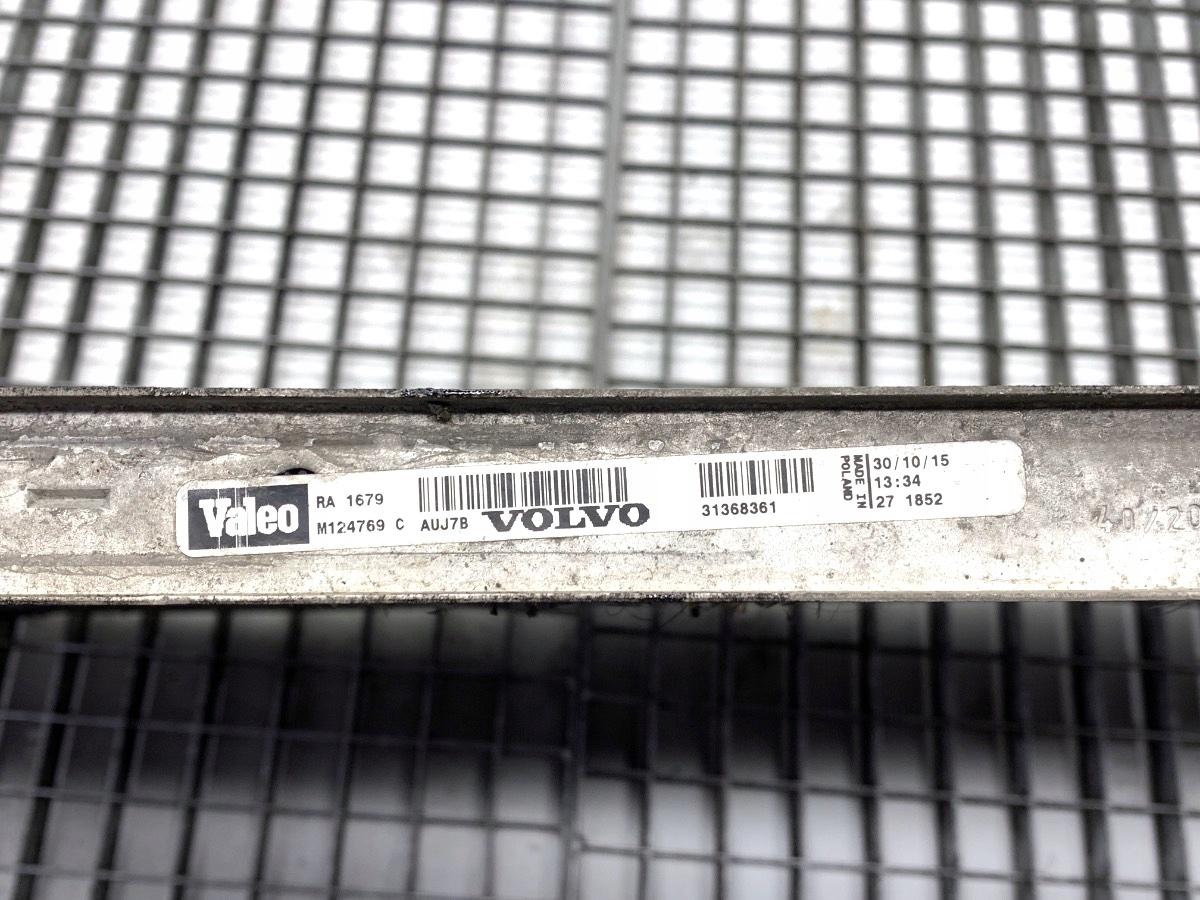 Valeo
RA 1679
M124769 C AUJ7B VOLVO
31368361
MADE IN
POLAND
30/10/15
13:34
27 1852